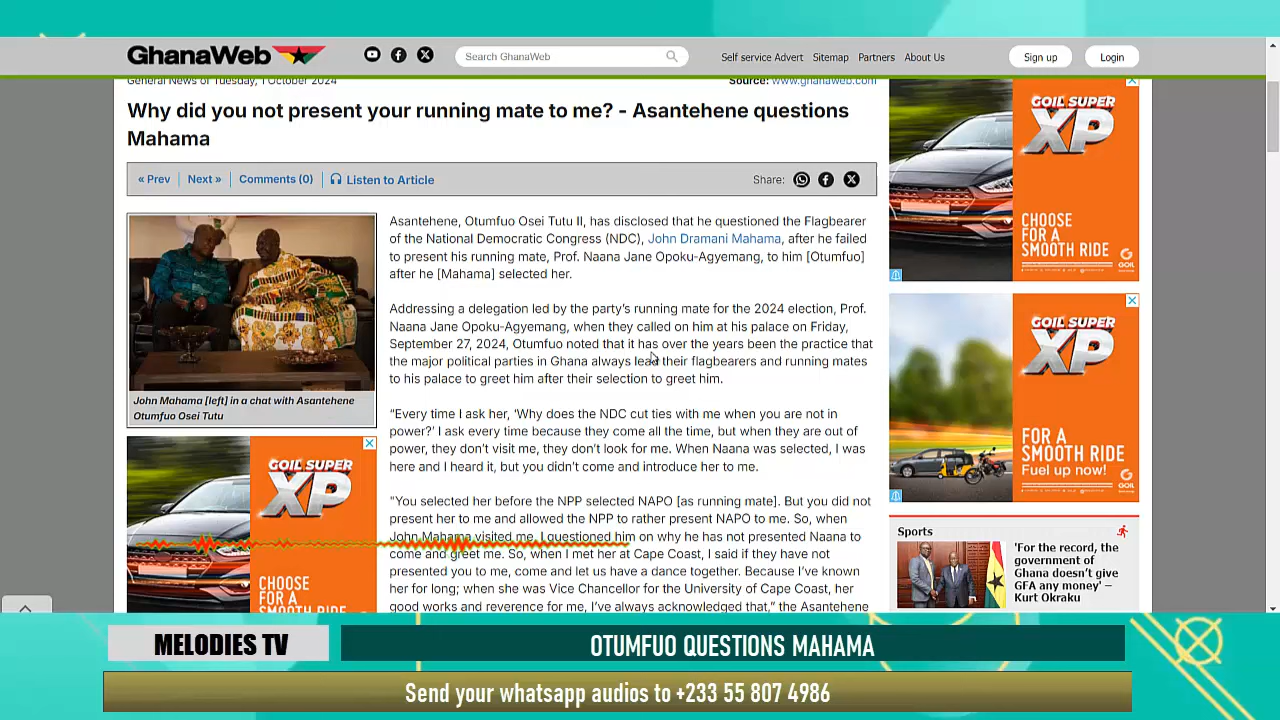 GhanaWeb
Search GhanaWeb
Self service Advert Sitemap Partners About Us
Sign up
Login
General News of Tuesday, 1 October 2024
Source: www.ghanaweb.com
Why did you not present your running mate to me? - Asantehene questions
Mahama
« Prev Next » Comments (0) Listen to Article
Share:
John Mahama [left] in a chat with Asantehene
Otumfuo Osei Tutu
Asantehene, Otumfuo Osei Tutu II, has disclosed that he questioned the Flagbearer
of the National Democratic Congress (NDC), John Dramani Mahama, after he failed
to present his running mate, Prof. Naana Jane Opoku-Agyemang, to him [Otumfuo]
after he [Mahama] selected her.
Addressing a delegation led by the party's running mate for the 2024 election, Prof.
Naana Jane Opoku-Agyemang, when they called on him at his palace on Friday,
September 27, 2024, Otumfuo noted that it has over the years been the practice that
the major political parties in Ghana always lead their flagbearers and running mates
to his palace to greet him after their selection to greet him.
"Every time I ask her, 'Why does the NDC cut ties with me when you are not in
power?' I ask every time because they come all the time, but when they are out of
power, they don't visit me, they don't look for me. When Naana was selected, I was
here and I heard it, but you didn't come and introduce her to me.
"You selected her before the NPP selected NAPO [as running mate]. But you did not
present her to me and allowed the NPP to rather present NAPO to me. So, when
John Mahama visited me, I questioned him on why he has not presented Naana to
come and greet me. So, when I met her at Cape Coast, I said if they have not
presented you to me, come and let us have a dance together. Because I've known
her for long; when she was Vice Chancellor for the University of Cape Coast, her
good works and reverence for me, I've always acknowledged that," the Asantehene
GOIL SUPER
XP
CHOOSE
FOR A
SMOOTH RIDE
GOIL
GOIL SUPER
XP
FOR A
SMOOTH RIDE
Fuel up now!
GOIL
GOIL SUPER
XP
CHOOSE
FOR A
Sports
'For the record, the
government of
Ghana doesn't give
GFA any money' –
Kurt Okraku
MELODIES TV
OTUMFUO QUESTIONS MAHAMA
Send your whatsapp audios to +233 55 807 4986